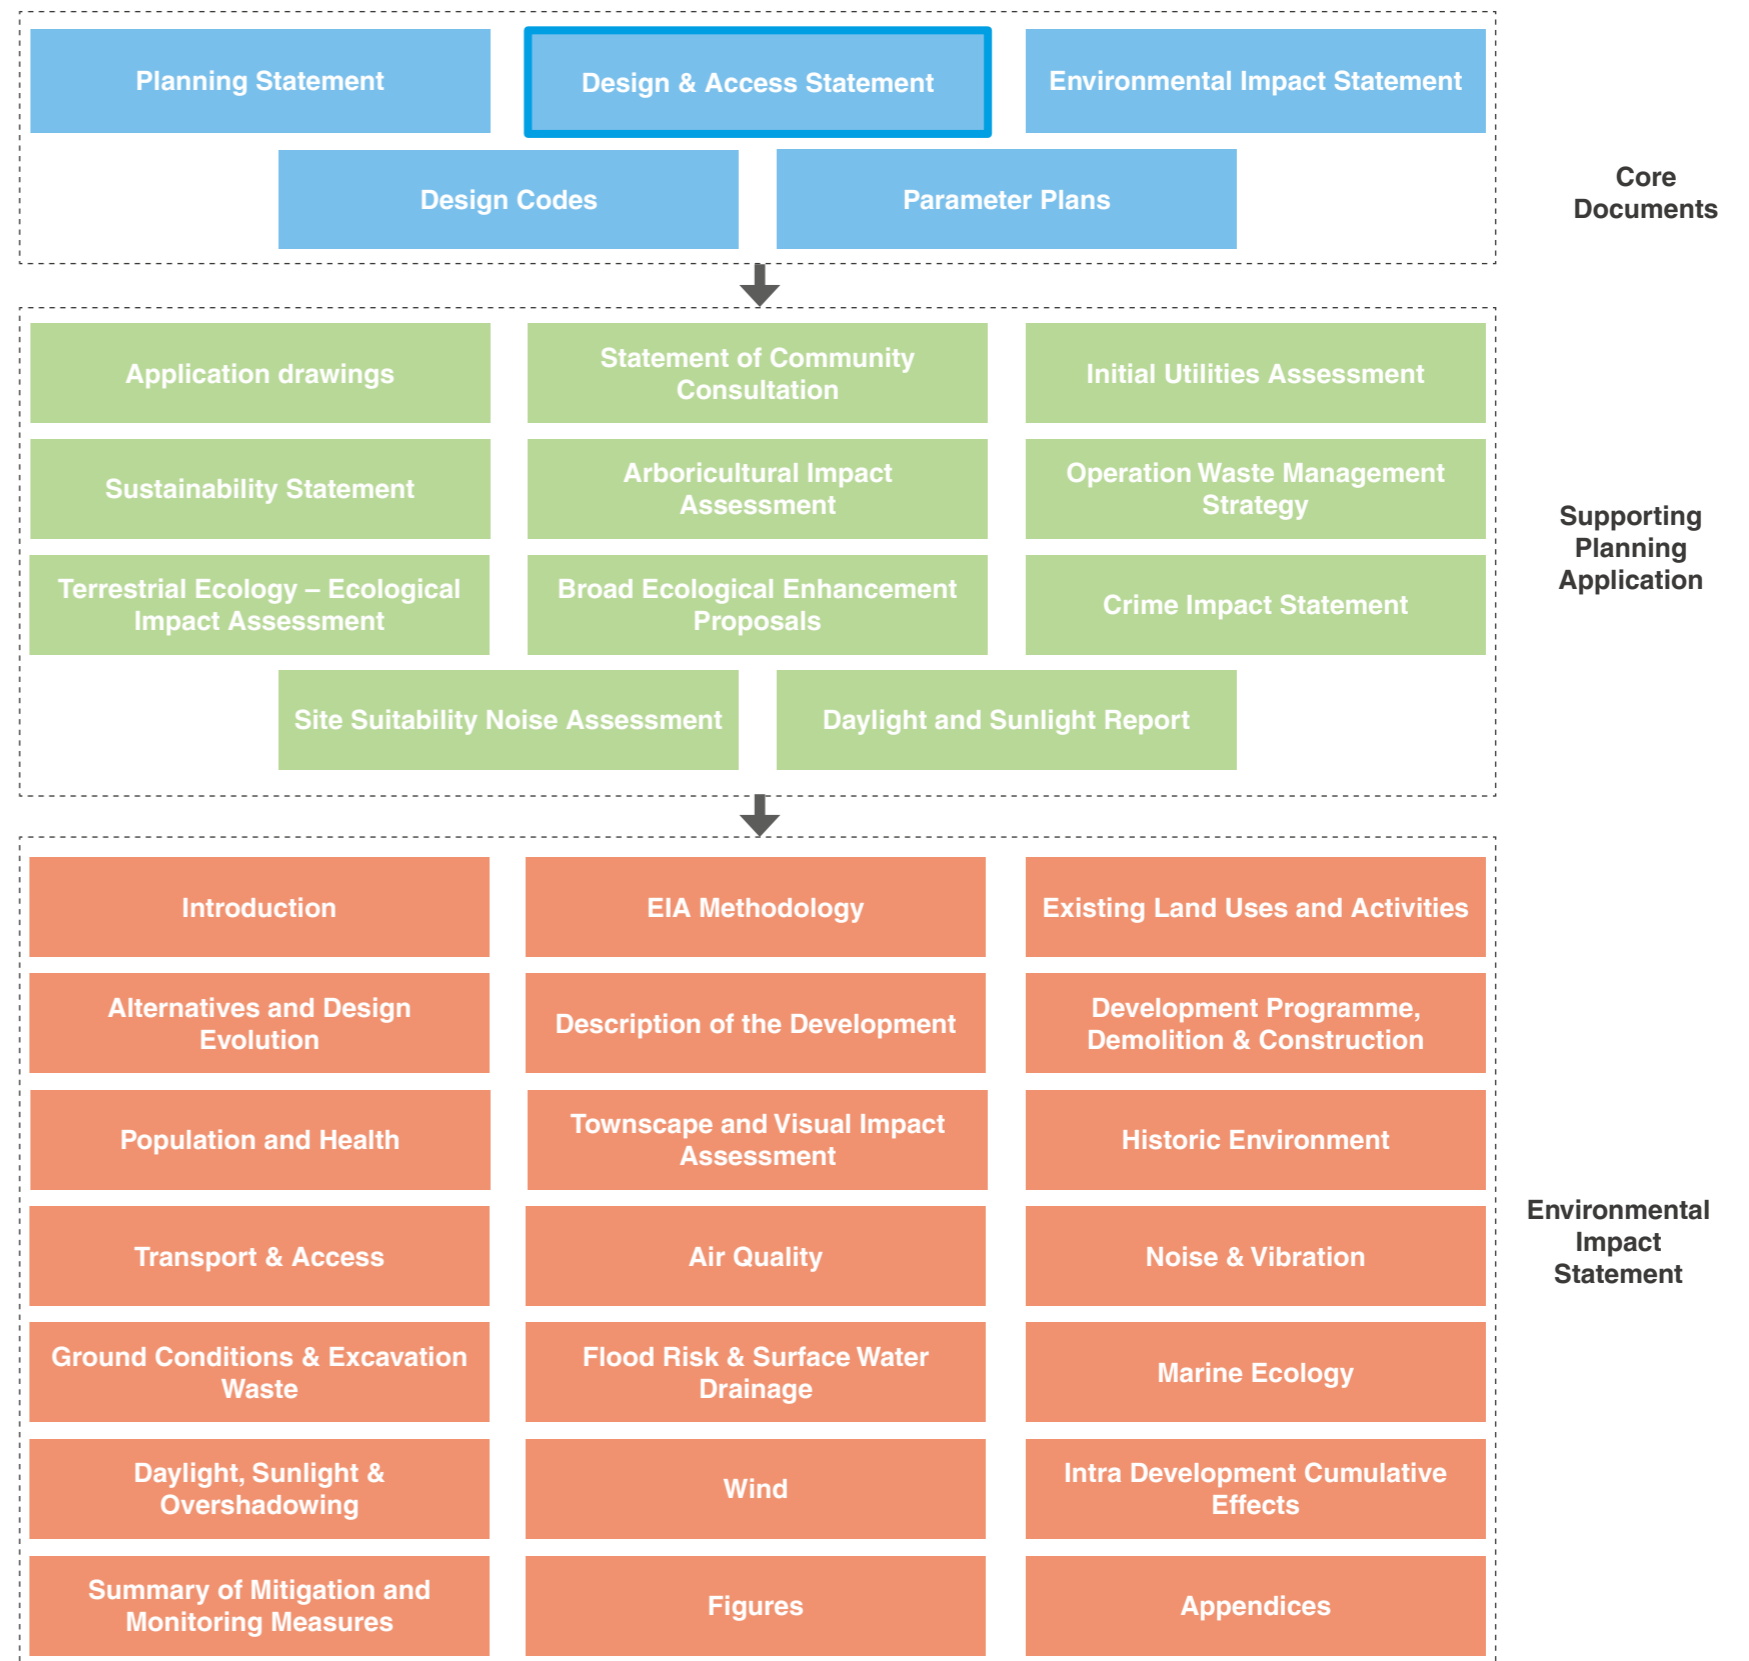 Planning Statement
Design & Access Statement
Environmental Impact Statement
Design Codes
Parameter Plans
Core
Documents
Application drawings
Statement of Community
Consultation
Initial Utilities Assessment
Sustainability Statement
Arboricultural Impact
Assessment
Operation Waste Management
Strategy
Terrestrial Ecology – Ecological
Impact Assessment
Broad Ecological Enhancement
Proposals
Crime Impact Statement
Site Suitability Noise Assessment
Daylight and Sunlight Report
Supporting
Planning
Application
Introduction
EIA Methodology
Existing Land Uses and Activities
Alternatives and Design
Evolution
Description of the Development
Development Programme,
Demolition & Construction
Population and Health
Townscape and Visual Impact
Assessment
Historic Environment
Transport & Access
Air Quality
Noise & Vibration
Ground Conditions & Excavation
Waste
Flood Risk & Surface Water
Drainage
Marine Ecology
Daylight, Sunlight &
Overshadowing
Wind
Intra Development Cumulative
Effects
Summary of Mitigation and
Monitoring Measures
Figures
Appendices
Environmental
Impact
Statement